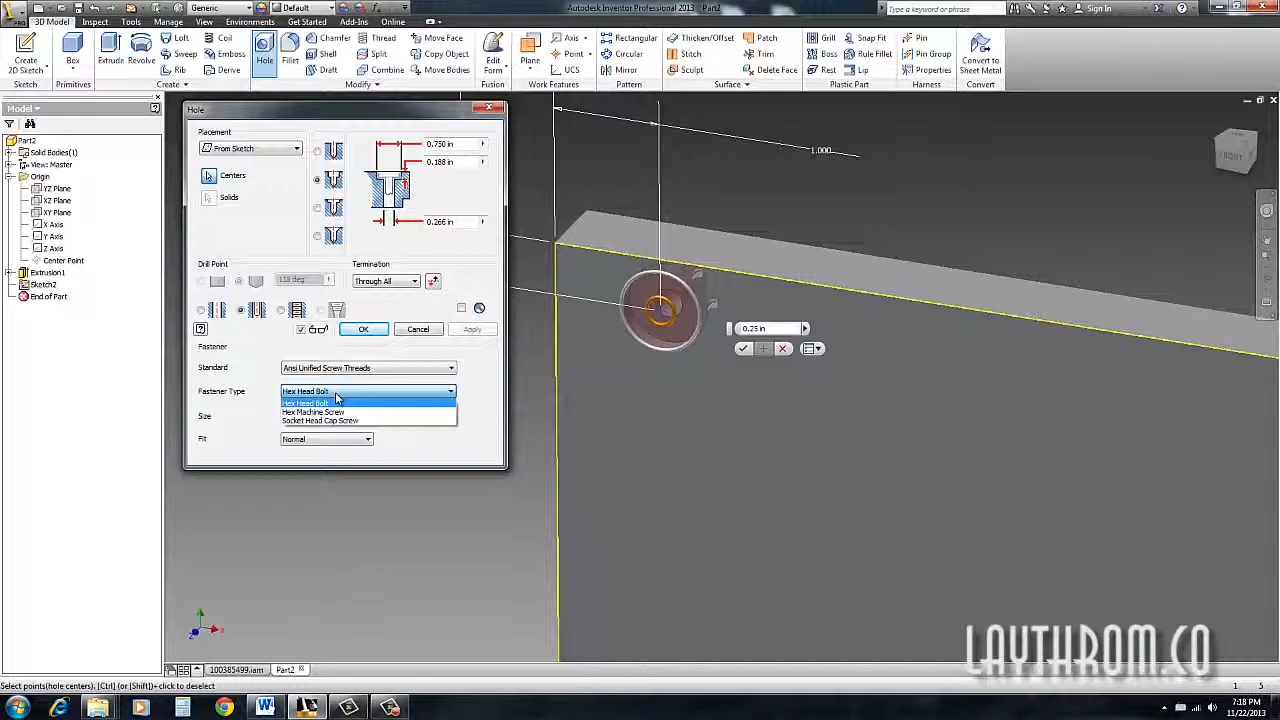 Generic
Default
Autodesk Inventor Professional 2013 Part2
Type a keyword or phrase
Sign In
PRO
3D Model
Inspect
Tools
Manage
View
Environments
Get Started
Add-Ins
Online
Create
2D Sketch
Box
Extrude
Revolve
Loft
Sweep
Rib
Coil
Emboss
Derive
Hole
Fillet
Chamfer
Shell
Draft
Thread
Split
Combine
Move Face
Copy Object
Move Bodies
Edit
Form
Plane
Axis
Point
UCS
Rectangular
Circular
Mirror
Thicken/Offset
Stitch
Sculpt
Patch
Trim
Delete Face
Grill
Boss
Rest
Snap Fit
Rule Fillet
Lip
Pin
Pin Group
Properties
Convert to
Sheet Metal
Sketch
Primitives
Create
Modify
Fusion
Work Features
Pattern
Surface
Plastic Part
Harness
Convert
Model
Part2
Solid Bodies(1)
View: Master
Origin
YZ Plane
XZ Plane
XY Plane
X Axis
Y Axis
Z Axis
Center Point
Extrusion1
Sketch2
End of Part
Hole
Placement
From Sketch
Centers
Solids
0.750 in
0.188 in
0.266 in
Drill Point
118 deg
Termination
Through All
OK
Cancel
Apply
Fastener
Standard
Ansi Unified Screw Threads
Fastener Type
Hex Head Bolt
Hex Head Bolt
Hex Machine Screw
Socket Head Cap Screw
Size
Fit
Normal
1.000
0.25 in
FRONT
LAYTHROM.CO
100385499.iam
Part2
Select points(hole centers), [Ctrl] (or [Shift])+click to deselect
1
5
7:18 PM
11/22/2013